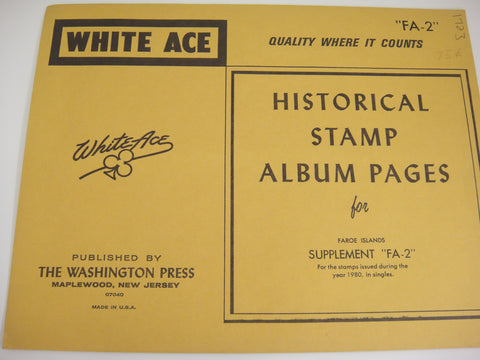 WHITE ACE
"FA-2"
QUALITY WHERE IT COUNTS
1723
HISTORICAL
STAMP
ALBUM PAGES
for
FAROE ISLANDS
SUPPLEMENT "FA-2"
For the stamps issued during the
year 1980, in singles.
White Ace
PUBLISHED BY
THE WASHINGTON PRESS
MAPLEWOOD, NEW JERSEY
07040
MADE IN U.S.A.